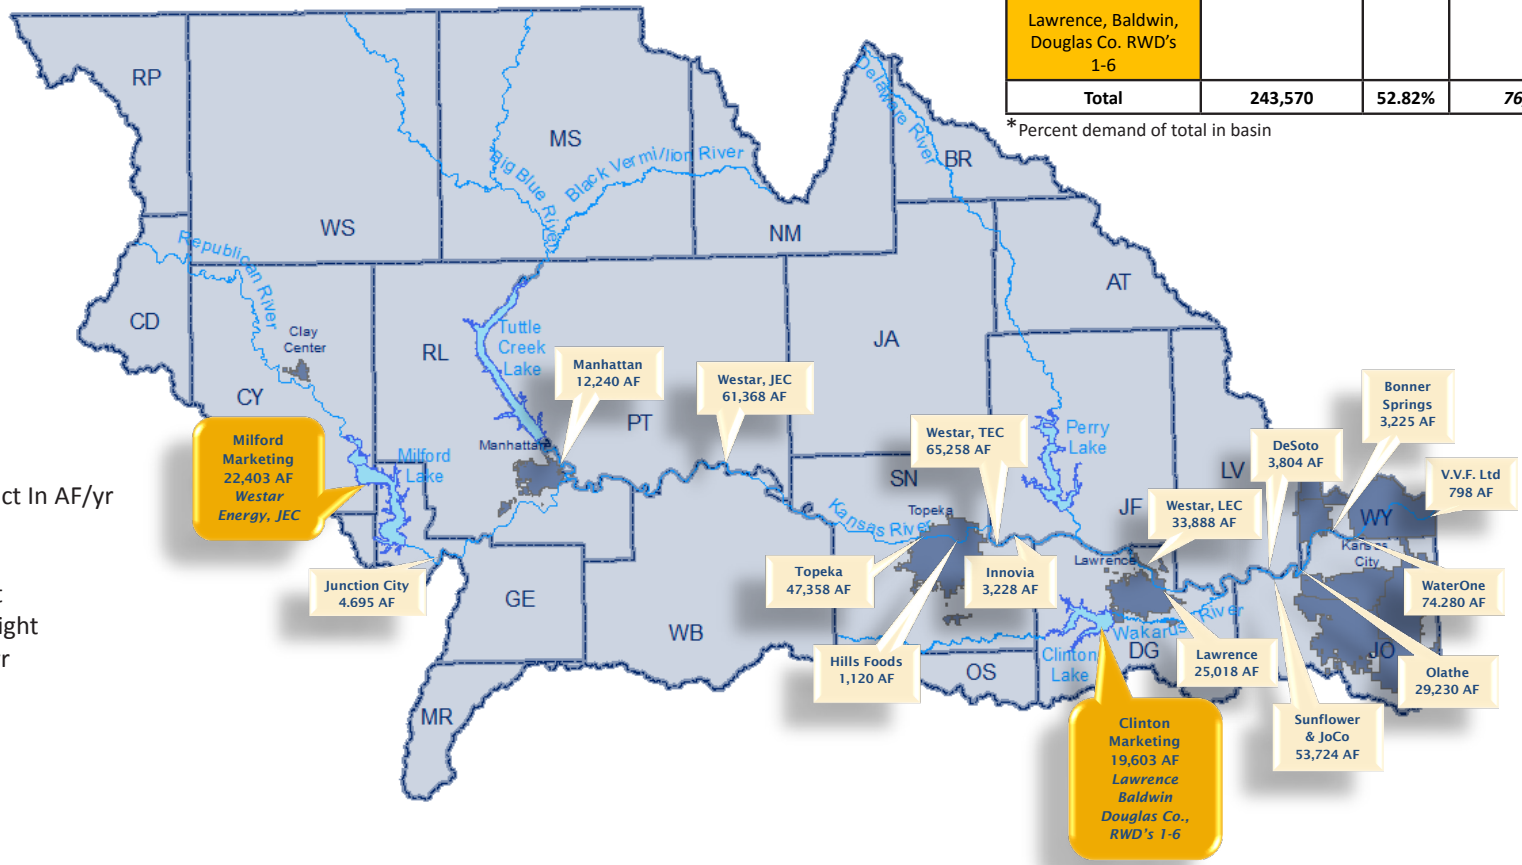 Lawrence, Baldwin,
Douglas Co. RWD's
1-6
Total 243,570 52.82% 76,
*Percent demand of total in basin
RP
MS
Delaware River
BR
Big Blue River
Black Vermillion River
WS
NM
Republican River
AT
CD
Clay
Center
RL
Tuttle
Creek
Lake
JA
CY
Manhattan
12,240 AF
Westar, JEC
61,368 AF
PT
Bonner
Springs
3,225 AF
Milford
Marketing
22,403 AF
Westar
Energy, JEC
Manhattan
Milford
Lake
Westar, TEC
65,258 AF
Perry
Lake
DeSoto
3,804 AF
LV
V.V.F. Ltd
798 AF
ct In AF/yr
SN
Topeka
Kansas River
JF
Westar, LEC
33,888 AF
WY
Kansas
City
Junction City
4.695 AF
Topeka
47,358 AF
Innovia
3,228 AF
Lawrence
WaterOne
74.280 AF
t
ight
r
GE
WB
Hills Foods
1,120 AF
OS
Clinton
Lake
Wakarus River
DG
Lawrence
25,018 AF
JO
Olathe
29,230 AF
MR
Sunflower
& JoCo
53,724 AF
Clinton
Marketing
19,603 AF
Lawrence
Baldwin
Douglas Co.,
RWD's 1-6